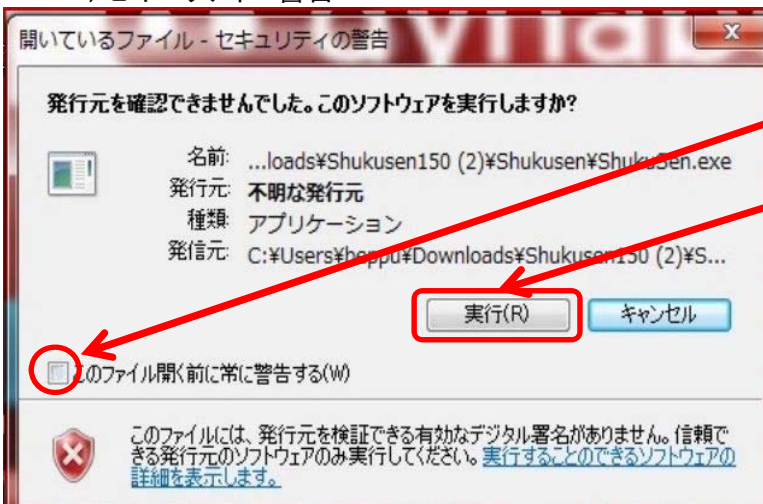 開いているファイル - セキュリティの警告
発行元を確認できませんでした。このソフトウェアを実行しますか?
名前: ...loads¥Shukusen150 (2)¥Shukusen¥ShukuSen.exe
発行元: 不明な発行元
種類: アプリケーション
発信元: C:¥Users¥beppu¥Downloads¥Shukusen150 (2)¥S...
実行(R) キャンセル
このファイル開く前に常に警告する(W)
このファイルには、発行元を検証できる有効なデジタル署名がありません。信頼で
きる発行元のソフトウェアのみ実行してください。実行することのできるソフトウェアの
詳細を表示します。